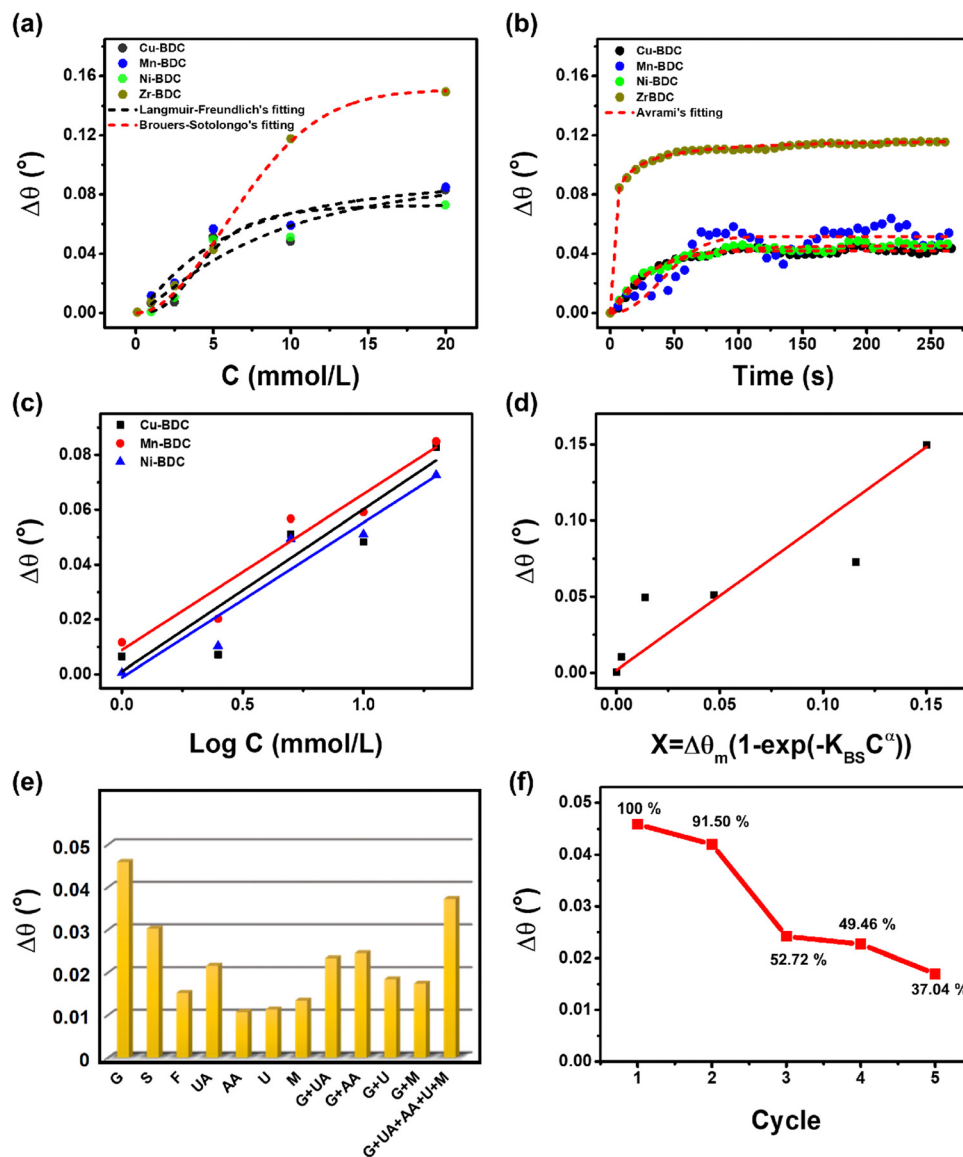 (a)
Cu-BDC
Mn-BDC
Ni-BDC
Zr-BDC
Langmuir-Freundlich's fitting
Brouers-Sotolongo's fitting
0.16
0.12
0.08
0.04
0.00
Δθ (°)
0 5 10 15 20
C (mmol/L)
(b)
Cu-BDC
Mn-BDC
Ni-BDC
ZrBDC
Avrami's fitting
0.16
0.12
0.08
0.04
0.00
Δθ (°)
0 50 100 150 200 250
Time (s)
(c)
Cu-BDC
Mn-BDC
Ni-BDC
0.08
0.06
0.04
0.02
0.00
Δθ (°)
0.0 0.5 1.0
Log C (mmol/L)
(d)
0.15
0.10
0.05
0.00
Δθ (°)
0.00 0.05 0.10 0.15
X=Δθm(1-exp(-KBSCα))
(e)
0.05
0.04
0.03
0.02
0.01
0
Δθ (°)
G S F UA AA U M G+UA G+AA G+U G+M G+UA+AA+U+M
(f)
0.05
0.04
0.03
0.02
0.01
0.00
Δθ (°)
100 %
91.50 %
52.72 %
49.46 %
37.04 %
1 2 3 4 5
Cycle